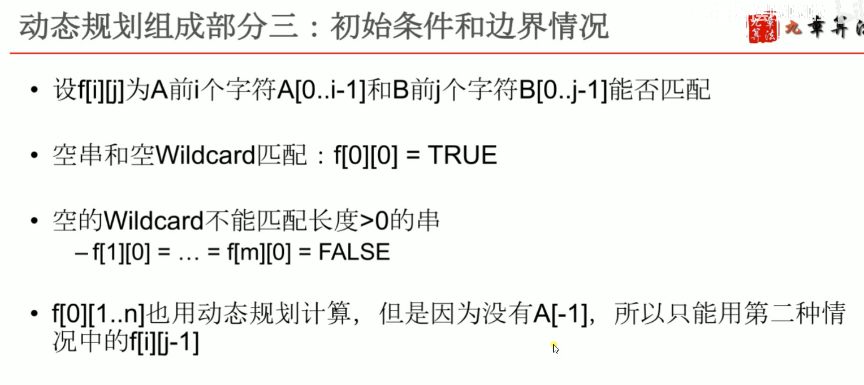 动态规划组成部分三：初始条件和边界情况
九章算法
• 设f[i][j]为A前i个字符A[0..i-1]和B前j个字符B[0..j-1]能否匹配
• 空串和空Wildcard匹配：f[0][0] = TRUE
• 空的Wildcard不能匹配长度>0的串
– f[1][0] = … = f[m][0] = FALSE
• f[0][1..n]也用动态规划计算，但是因为没有A[-1]，所以只能用第二种情
况中的f[i][j-1]